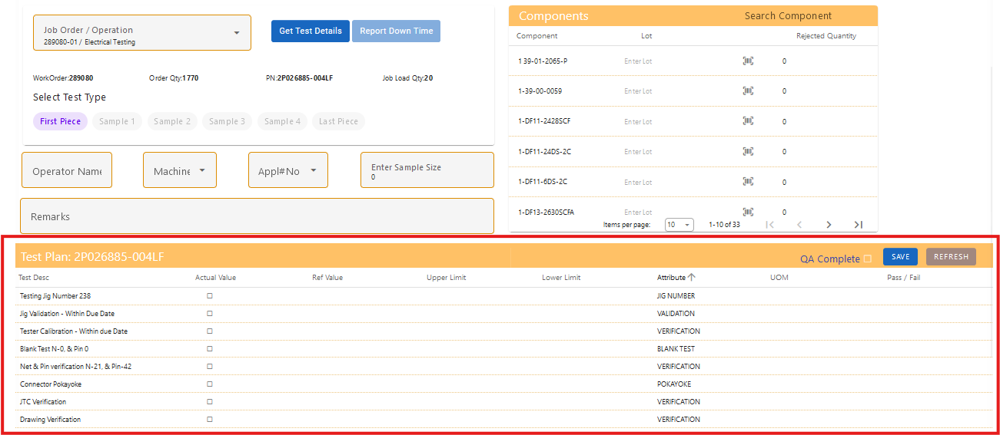 Job Order / Operation
289080-01 / Electrical Testing
Get Test Details
Report Down Time
WorkOrder:289080
Order Qty:1770
PN:2P026885-004LF
Job Load Qty:20
Select Test Type
First Piece
Sample 1
Sample 2
Sample 3
Sample 4
Last Piece
Operator Name
Machine
Appl#No
Enter Sample Size
0
Remarks
Components
Search Component
Component Lot Rejected Quantity
139-01-2065-P Enter Lot 0
1-39-00-0059 Enter Lot 0
1-DF11-2428SCF Enter Lot 0
1-DF11-24DS-2C Enter Lot 0
1-DF11-6DS-2C Enter Lot 0
1-DF13-2630SCFA Enter Lot 0
Items per page: 10 1-10 of 33
Test Plan: 2P026885-004LF
QA Complete
SAVE
REFRESH
Test Desc Actual Value Ref Value Upper Limit Lower Limit Attribute UOM Pass / Fail
Testing Jig Number 238 JIG NUMBER
Jig Validation - Within Due Date VALIDATION
Tester Calibration - Within due Date VERIFICATION
Blank Test N-0, & Pin 0 BLANK TEST
Net & Pin verification N-21, & Pin-42 VERIFICATION
Connector Pokayoke POKAYOKE
JTC Verification VERIFICATION
Drawing Verification VERIFICATION